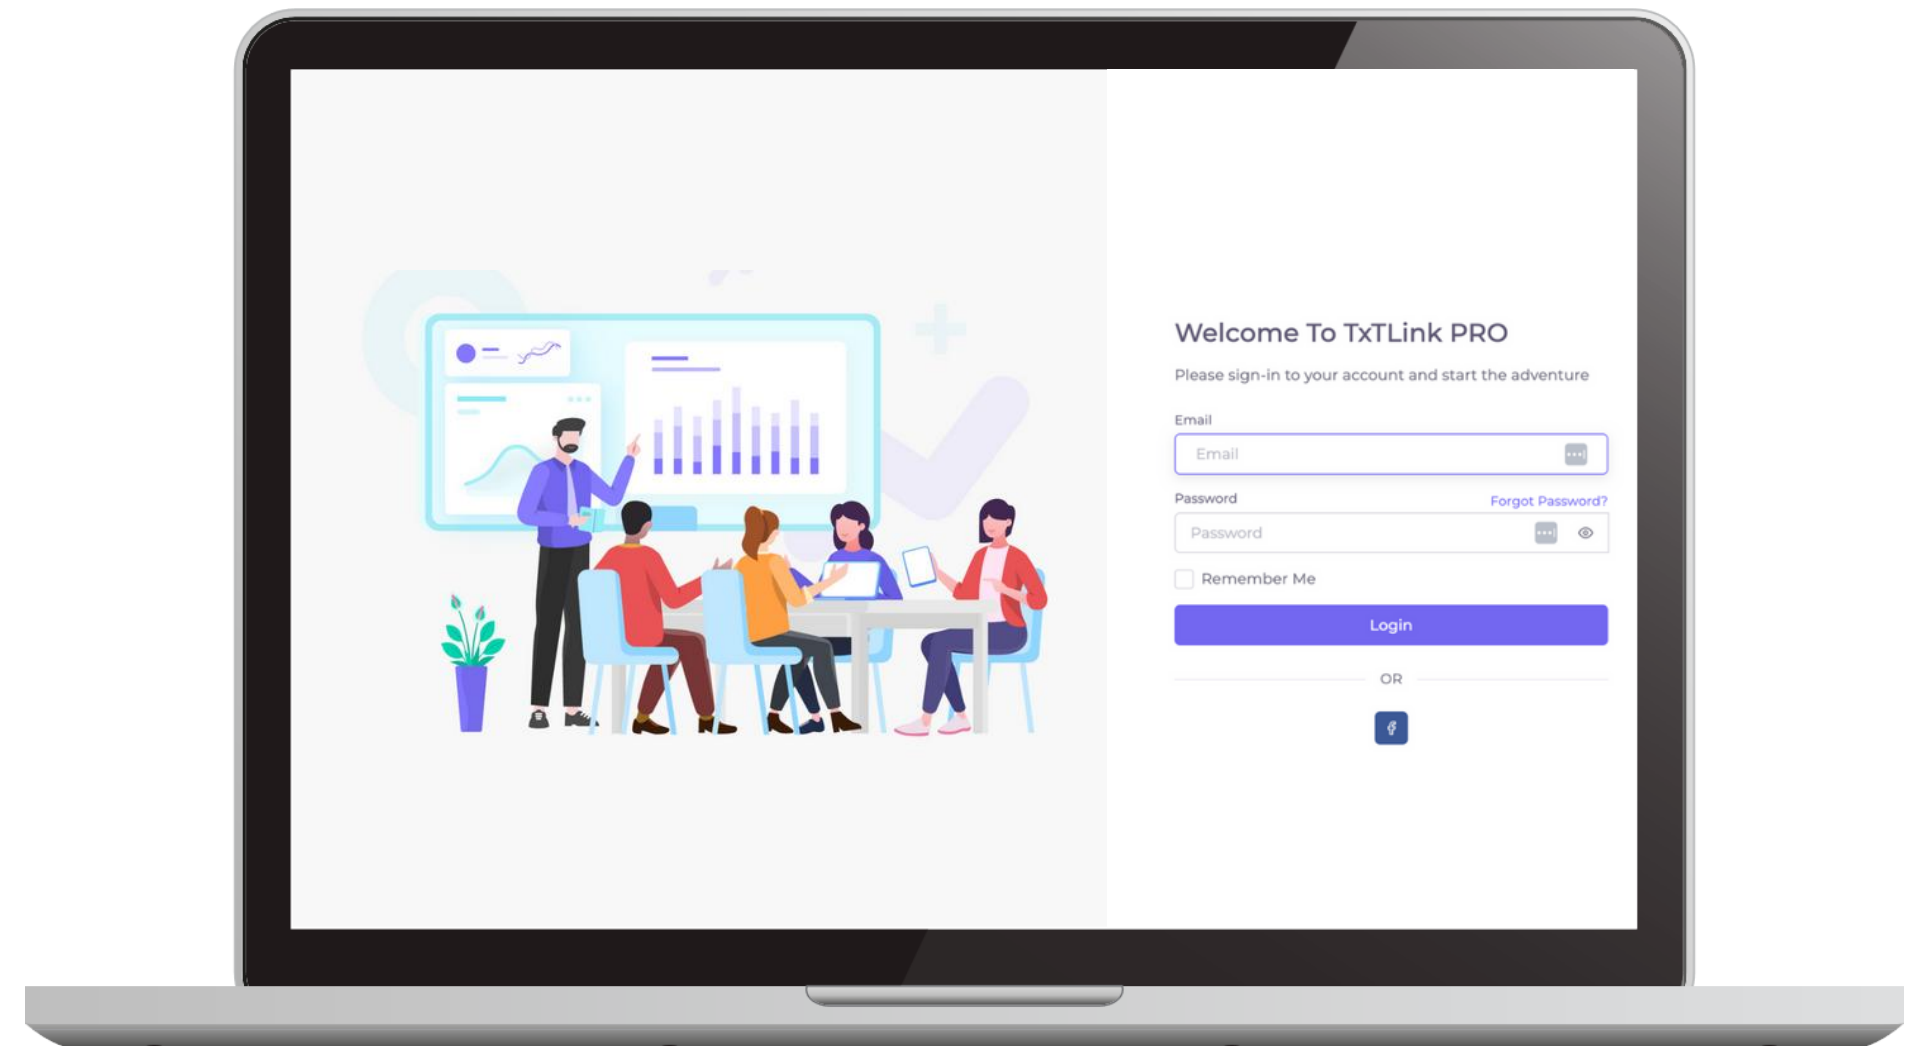 Welcome To TxTLink PRO
Please sign-in to your account and start the adventure
Email
Email
Password Forgot Password?
Password
Remember Me
Login
OR